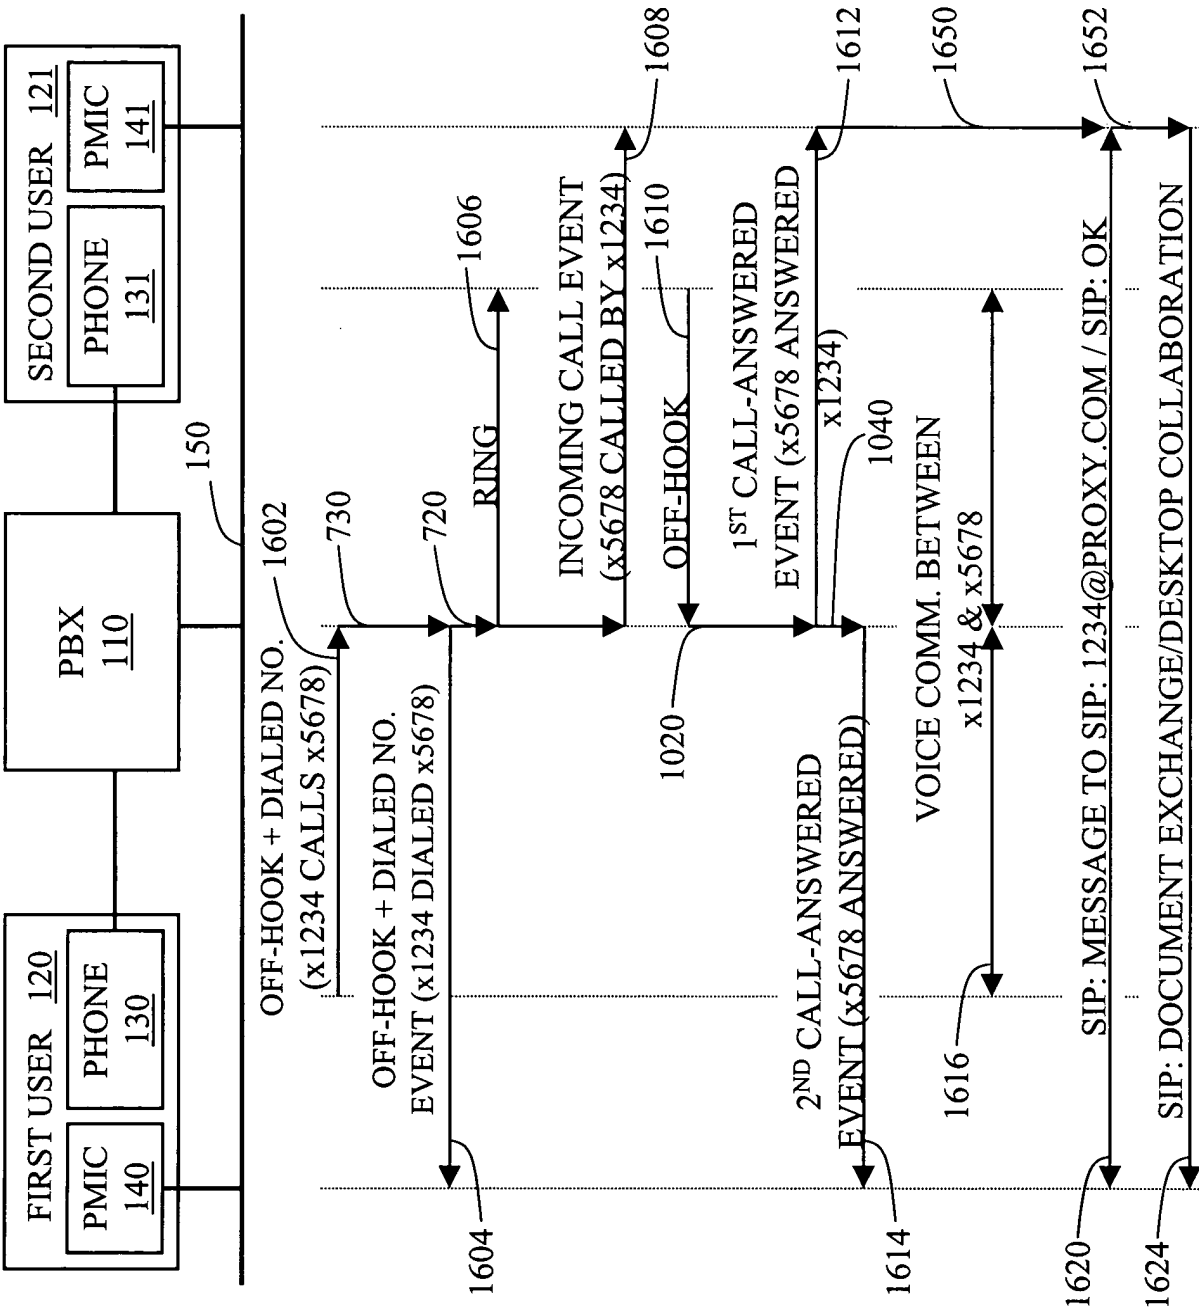 FIRST USER 120
PMIC
140
PHONE
130
PBX
110
SECOND USER 121
PHONE
131
PMIC
141
150
OFF-HOOK + DIALED NO.
(x1234 CALLS x5678)
1602
730
OFF-HOOK + DIALED NO.
EVENT (x1234 DIALED x5678)
1604
720
RING
1606
INCOMING CALL EVENT
(x5678 CALLED BY x1234)
1608
OFF-HOOK
1610
1020
1ST CALL-ANSWERED
EVENT (x5678 ANSWERED
x1234)
1612
1040
2ND CALL-ANSWERED
EVENT (x5678 ANSWERED)
1614
VOICE COMM. BETWEEN
x1234 & x5678
1616
1650
SIP: MESSAGE TO SIP: 1234@PROXY.COM / SIP: OK
1620
1652
SIP: DOCUMENT EXCHANGE/DESKTOP COLLABORATION
1624